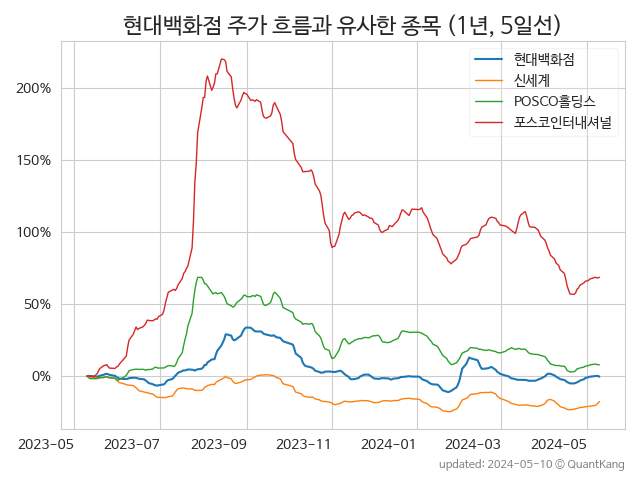 현대백화점 주가 흐름과 유사한 종목 (1년, 5일선)
현대백화점
신세계
POSCO홀딩스
포스코인터내셔널
200%
150%
100%
50%
0%
2023-05
2023-07
2023-09
2023-11
2024-01
2024-03
2024-05
updated: 2024-05-10 © QuantKang